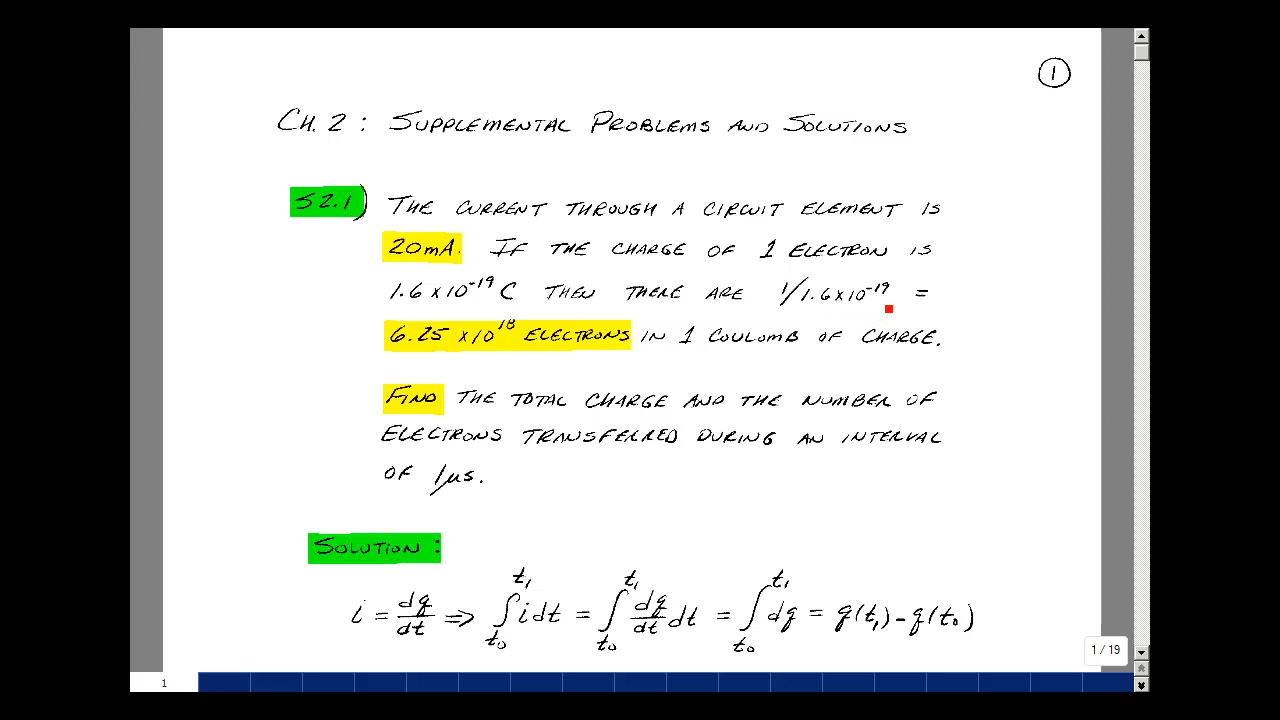 1
CH. 2 : SUPPLEMENTAL PROBLEMS AND SOLUTIONS
S2.1) THE CURRENT THROUGH A CIRCUIT ELEMENT IS
20mA. IF THE CHARGE OF 1 ELECTRON IS
1.6 x 10⁻¹⁹ C THEN THERE ARE 1/1.6 x 10⁻¹⁹ =
6.25 x 10¹⁸ ELECTRONS IN 1 COULOMB OF CHARGE.
FIND THE TOTAL CHARGE AND THE NUMBER OF
ELECTRONS TRANSFERRED DURING AN INTERVAL
OF 1μs.
SOLUTION :
i = dq/dt ⟹ ∫_{t₀}^{t₁} i dt = ∫_{t₀}^{t₁} dq/dt dt = ∫_{t₀}^{t₁} dq = q(t₁) - q(t₀)
1 / 19
1